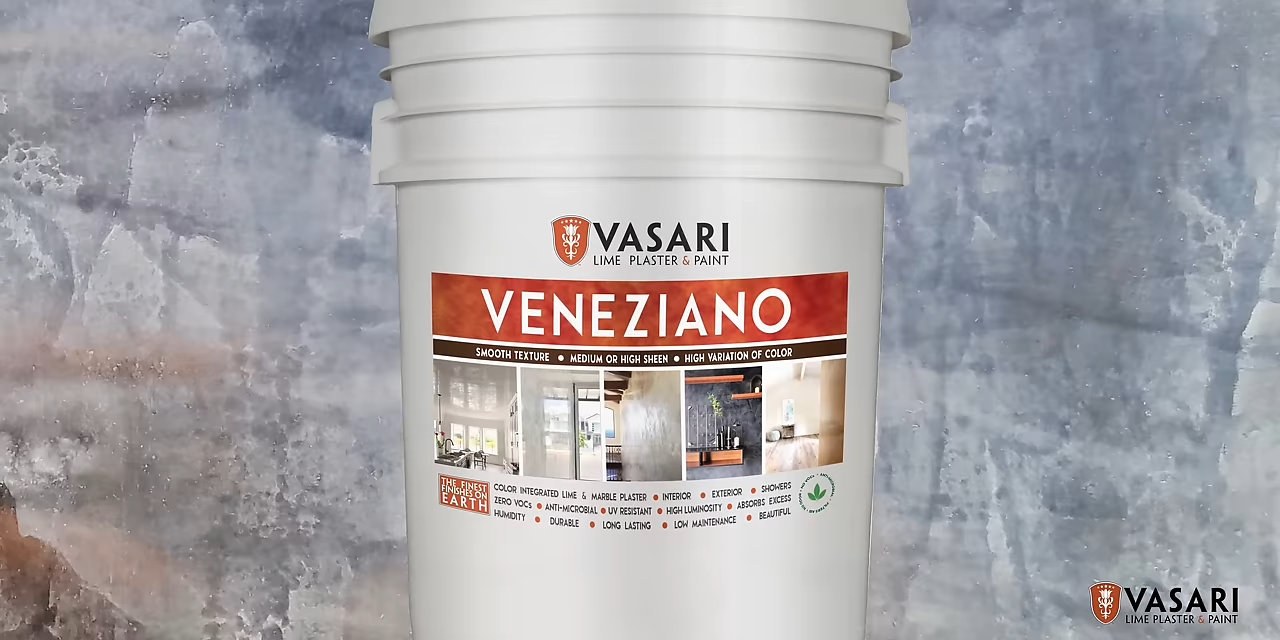 VASARI
LIME PLASTER & PAINT
VENEZIANO
SMOOTH TEXTURE • MEDIUM OR HIGH SHEEN • HIGH VARIATION OF COLOR
THE FINEST
FINISHES ON
EARTH
COLOR INTEGRATED LIME & MARBLE PLASTER • INTERIOR • EXTERIOR • SHOWERS
ZERO VOCs • ANTI-MICROBIAL • UV RESISTANT • HIGH LUMINOSITY • ABSORBS EXCESS
HUMIDITY • DURABLE • LONG LASTING • LOW MAINTENANCE • BEAUTIFUL
VASARI
LIME PLASTER & PAINT